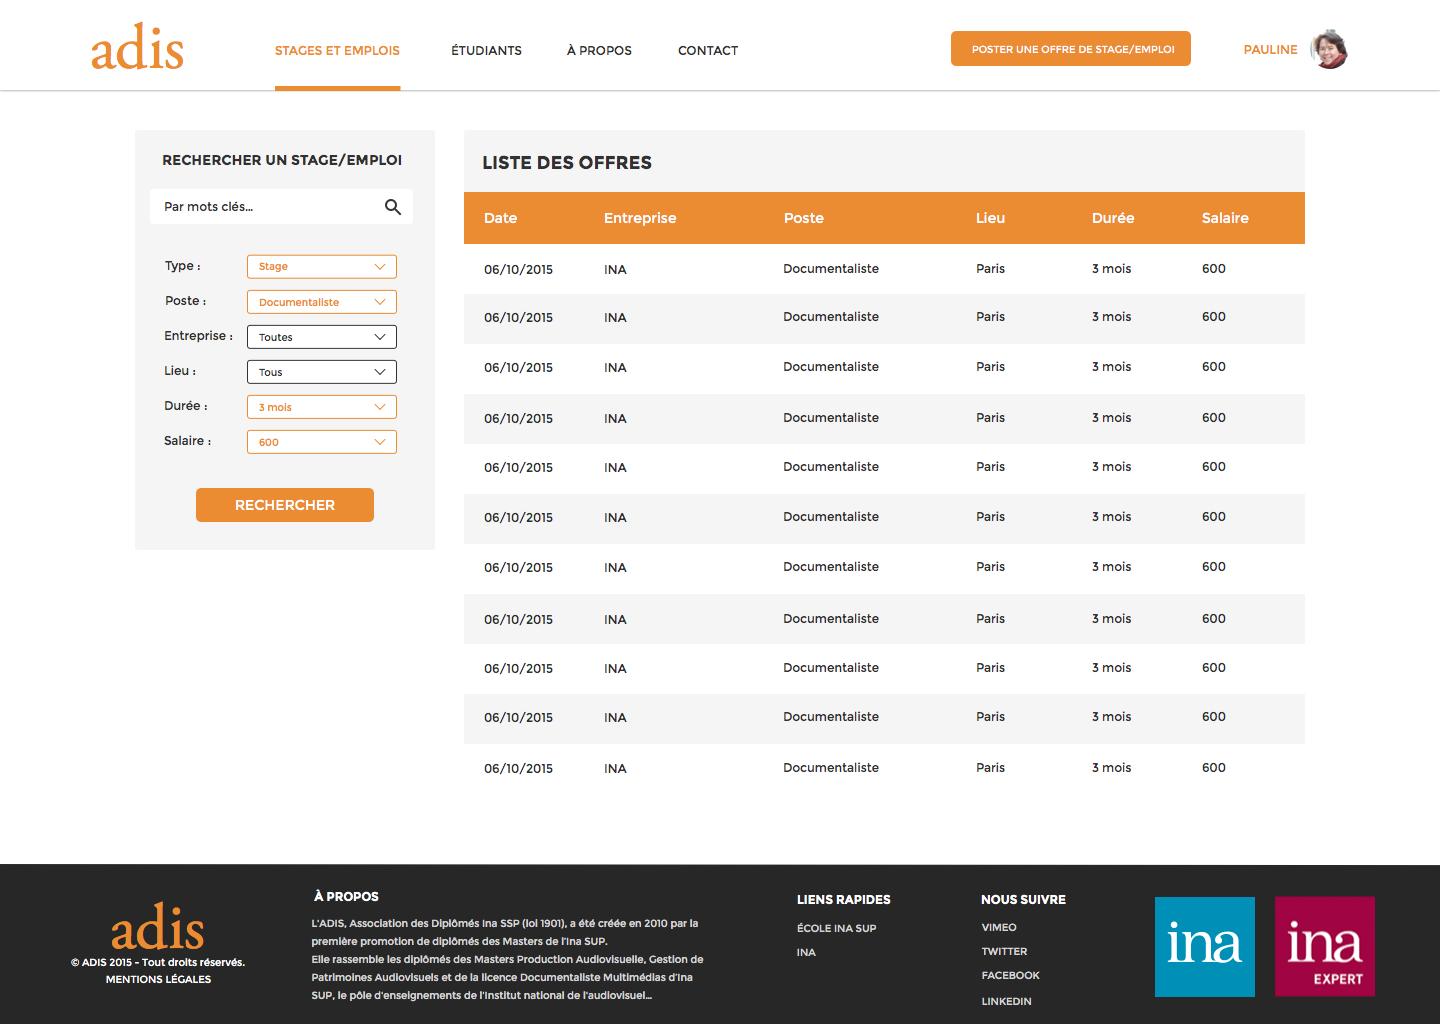 adis
STAGES ET EMPLOIS ÉTUDIANTS À PROPOS CONTACT
POSTER UNE OFFRE DE STAGE/EMPLOI
PAULINE
RECHERCHER UN STAGE/EMPLOI
Par mots clés...
Type : Stage
Poste : Documentaliste
Entreprise : Toutes
Lieu : Tous
Durée : 3 mois
Salaire : 600
RECHERCHER
LISTE DES OFFRES
Date Entreprise Poste Lieu Durée Salaire
06/10/2015 INA Documentaliste Paris 3 mois 600
06/10/2015 INA Documentaliste Paris 3 mois 600
06/10/2015 INA Documentaliste Paris 3 mois 600
06/10/2015 INA Documentaliste Paris 3 mois 600
06/10/2015 INA Documentaliste Paris 3 mois 600
06/10/2015 INA Documentaliste Paris 3 mois 600
06/10/2015 INA Documentaliste Paris 3 mois 600
06/10/2015 INA Documentaliste Paris 3 mois 600
06/10/2015 INA Documentaliste Paris 3 mois 600
06/10/2015 INA Documentaliste Paris 3 mois 600
06/10/2015 INA Documentaliste Paris 3 mois 600
adis
© ADIS 2015 - Tout droits réservés.
MENTIONS LÉGALES
À PROPOS
L'ADIS, Association des Diplômés Ina SSP (loi 1901), a été créée en 2010 par la
première promotion de diplômés des Masters de l'Ina SUP.
Elle rassemble les diplômés des Masters Production Audiovisuelle, Gestion de
Patrimoines Audiovisuels et de la licence Documentaliste Multimédias d'Ina
SUP, le pôle d'enseignements de l'Institut national de l'audiovisuel...
LIENS RAPIDES
ÉCOLE INA SUP
INA
NOUS SUIVRE
VIMEO
TWITTER
FACEBOOK
LINKEDIN
ina
ina
EXPERT